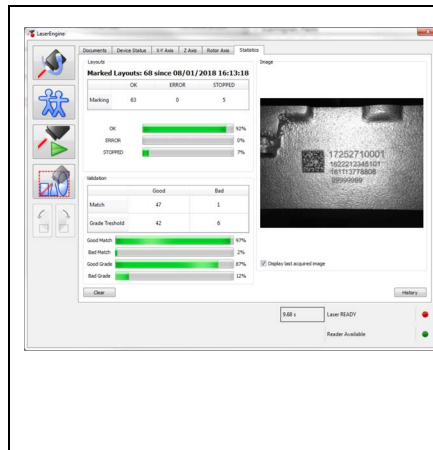 LaserEngine
Documents Device Status X-Y Axis Z Axis Rotor Axis Statistics
Layouts
Marked Layouts: 68 since 08/01/2018 16:13:18
OK ERROR STOPPED
Marking 63 0 5
OK 92%
ERROR 0%
STOPPED 7%
Validation
Good Bad
Match 47 1
Grade Treshold 42 6
Good Match 97%
Bad Match 2%
Good Grade 87%
Bad Grade 12%
Clear
Image
17252710001
1622212345101
161113778808
99999999
Display last acquired image
History
9.68 s Laser READY
Reader Available